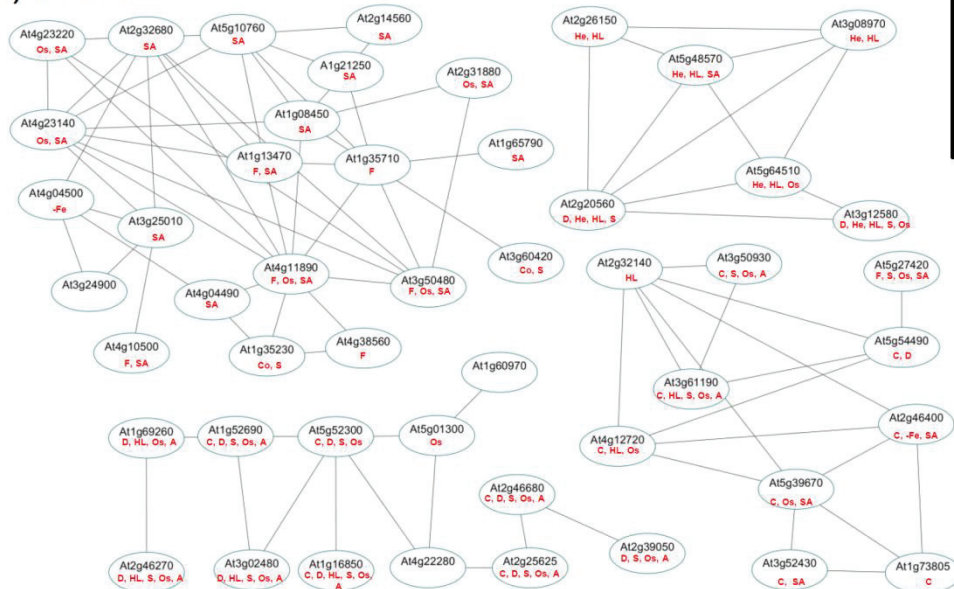 At4g23220
Os, SA
At2g32680
SA
At5g10760
SA
At2g14560
SA
A1g21250
SA
At2g31880
Os, SA
At4g23140
Os, SA
At1g08450
SA
At1g13470
F, SA
At1g35710
F
At1g65790
SA
At4g04500
-Fe
At3g25010
SA
At3g24900
At4g11890
F, Os, SA
At3g50480
F, Os, SA
At3g60420
Co, S
At4g04490
SA
At4g10500
F, SA
At1g35230
Co, S
At4g38560
F
At2g26150
He, HL
At3g08970
He, HL
At5g48570
He, HL, SA
At5g64510
He, HL, Os
At2g20560
D, He, HL, S
At3g12580
D, He, HL, S, Os
At2g32140
HL
At3g50930
C, S, Os, A
At5g27420
F, S, Os, SA
At5g54490
C, D
At3g61190
C, HL, S, Os, A
At4g12720
C, HL, Os
At2g46400
C, -Fe, SA
At5g39670
C, Os, SA
At3g52430
C, SA
At1g73805
C
At1g60970
At1g69260
D, HL, Os, A
At1g52690
C, D, S, Os, A
At5g52300
C, D, S, Os
At5g01300
Os
At2g46680
C, D, S, Os, A
At2g39050
D, S, Os, A
At2g46270
D, HL, S, Os, A
At3g02480
D, HL, S, Os, A
At1g16850
C, D, HL, S, Os,
A
At4g22280
At2g25625
C, D, S, Os, A